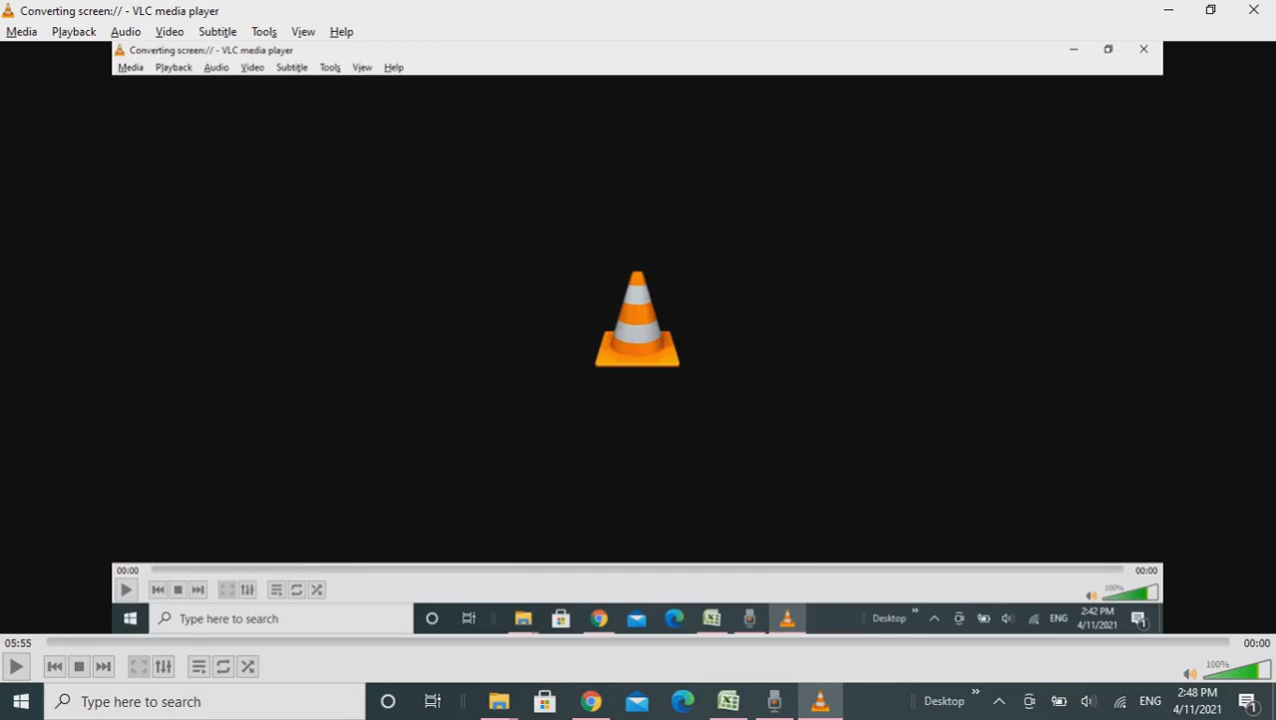 Converting screen:// - VLC media player
Media Playback Audio Video Subtitle Tools View Help
Converting screen:// - VLC media player
Media Playback Audio Video Subtitle Tools View Help
00:00 00:00
100%
Type here to search Desktop » ENG 2:42 PM
4/11/2021 1
05:55 00:00
100%
Type here to search Desktop » ENG 2:48 PM
4/11/2021 1